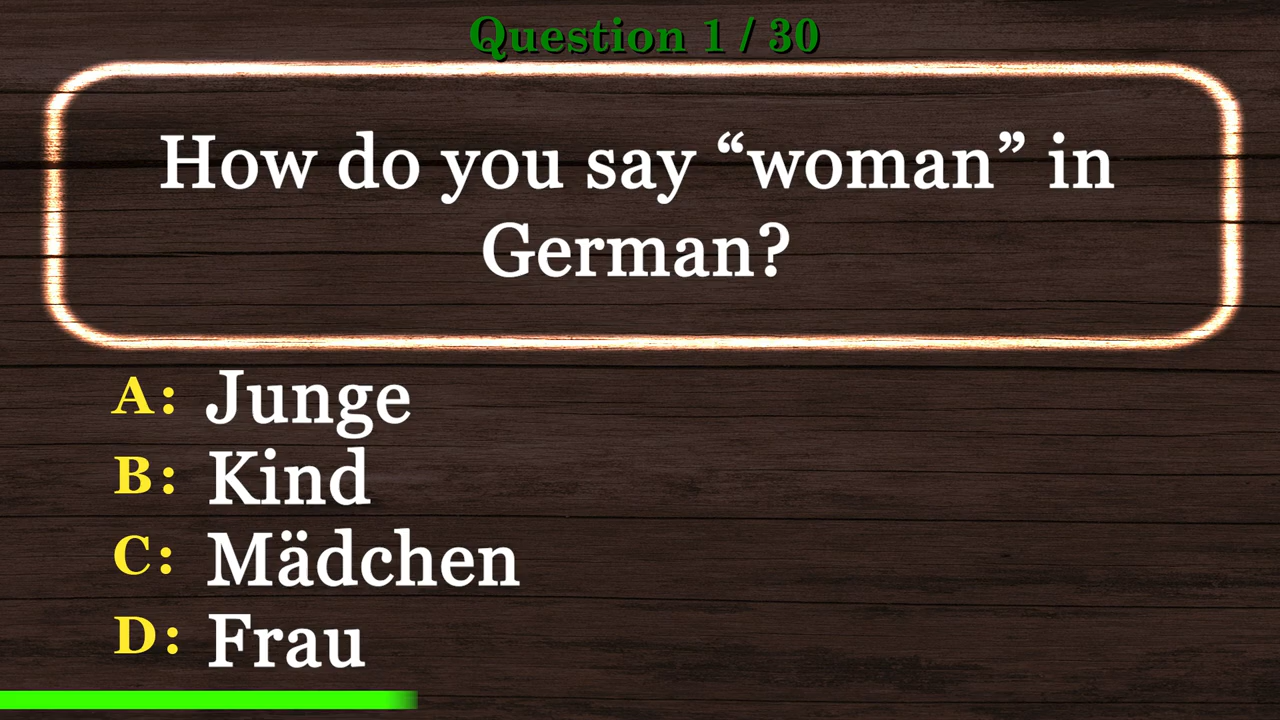 Question 1 / 30
How do you say “woman” in
German?
A: Junge
B: Kind
C: Mädchen
D: Frau